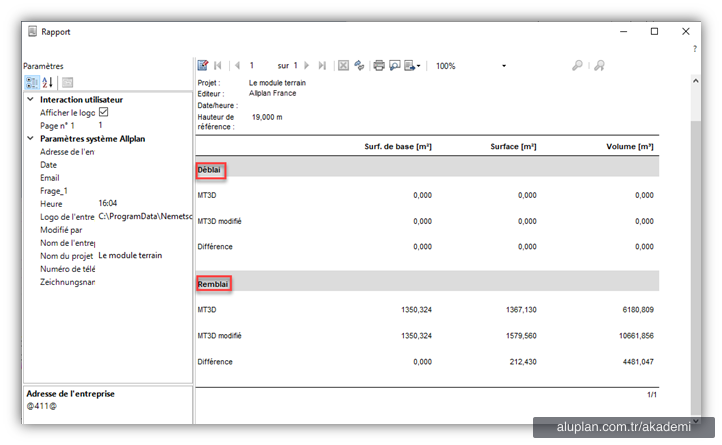 Rapport
?
Paramètres
1 sur 1 100%
Interaction utilisateur
Afficher le logo
Page n° 1 1
Paramètres système Allplan
Adresse de l'en
Date
Email
Frage_1
Heure 16:04
Logo de l'entre C:\ProgramData\Nemetsc
Modifié par
Nom de l'entrep
Nom du projet Le module terrain
Numéro de télé
Zeichnungsnan
Adresse de l'entreprise
@411@
Projet : Le module terrain
Editeur : Allplan France
Date/heure :
Hauteur de référence : 19,000 m
Surf. de base [m²] Surface [m²] Volume [m³]
Déblai
MT3D 0,000 0,000 0,000
MT3D modifié 0,000 0,000 0,000
Différence 0,000 0,000 0,000
Remblai
MT3D 1350,324 1367,130 6180,809
MT3D modifié 1350,324 1579,560 10661,856
Différence 0,000 212,430 4481,047
1/1
aluplan.com.tr/akademi